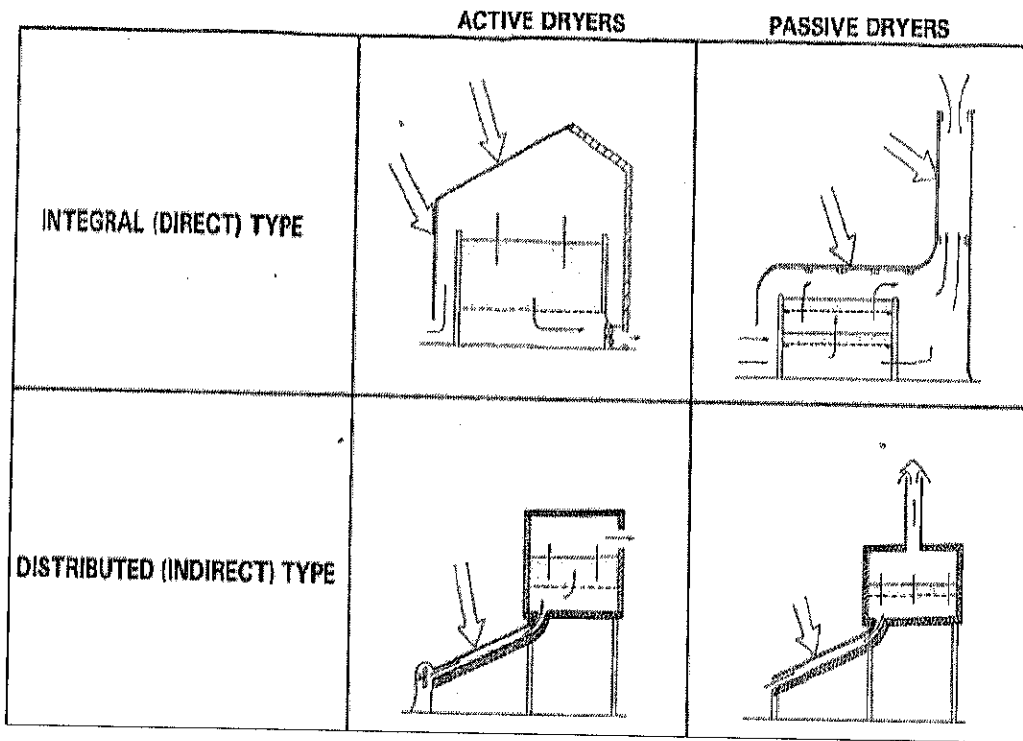 ACTIVE DRYERS PASSIVE DRYERS
INTEGRAL (DIRECT) TYPE
DISTRIBUTED (INDIRECT) TYPE